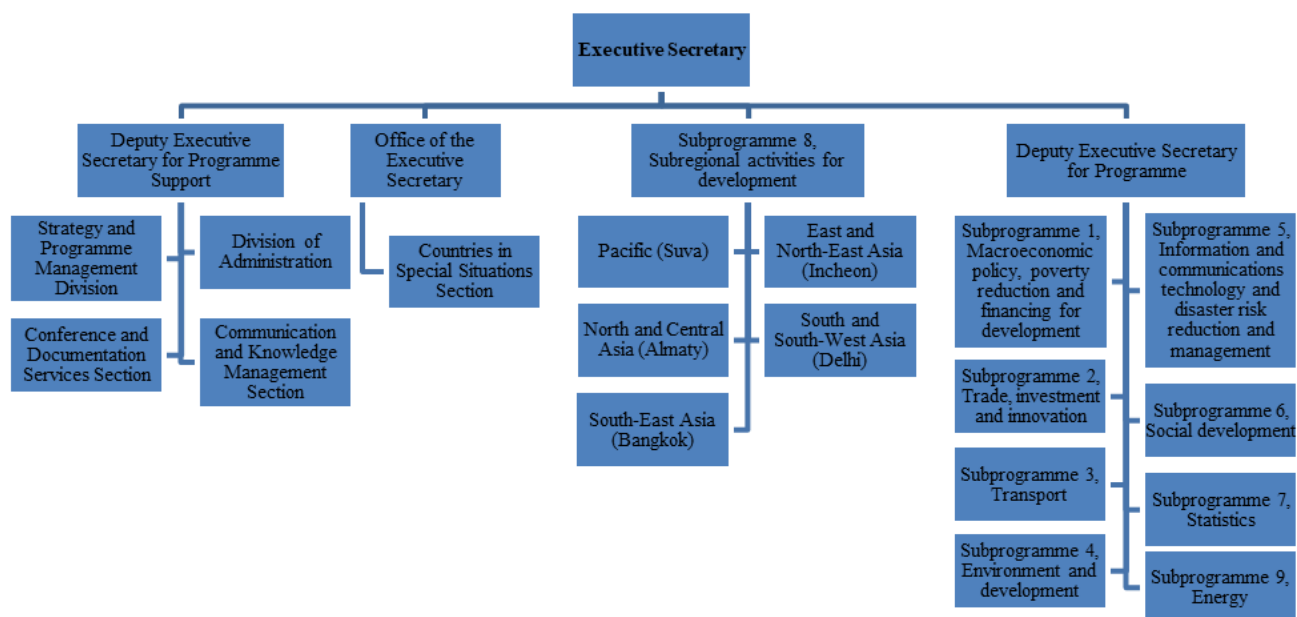 Executive Secretary
Deputy Executive
Secretary for Programme
Support
Office of the
Executive
Secretary
Subprogramme 8,
Subregional activities for
development
Deputy Executive Secretary
for Programme
Strategy and
Programme
Management
Division
Division of
Administration
Conference and
Documentation
Services Section
Communication
and Knowledge
Management
Section
Countries in
Special Situations
Section
Pacific (Suva)
East and
North-East Asia
(Incheon)
North and Central
Asia (Almaty)
South and
South-West Asia
(Delhi)
South-East Asia
(Bangkok)
Subprogramme 1,
Macroeconomic
policy, poverty
reduction and
financing for
development
Subprogramme 5,
Information and
communications
technology and
disaster risk
reduction and
management
Subprogramme 2,
Trade, investment
and innovation
Subprogramme 6,
Social development
Subprogramme 3,
Transport
Subprogramme 7,
Statistics
Subprogramme 4,
Environment and
development
Subprogramme 9,
Energy